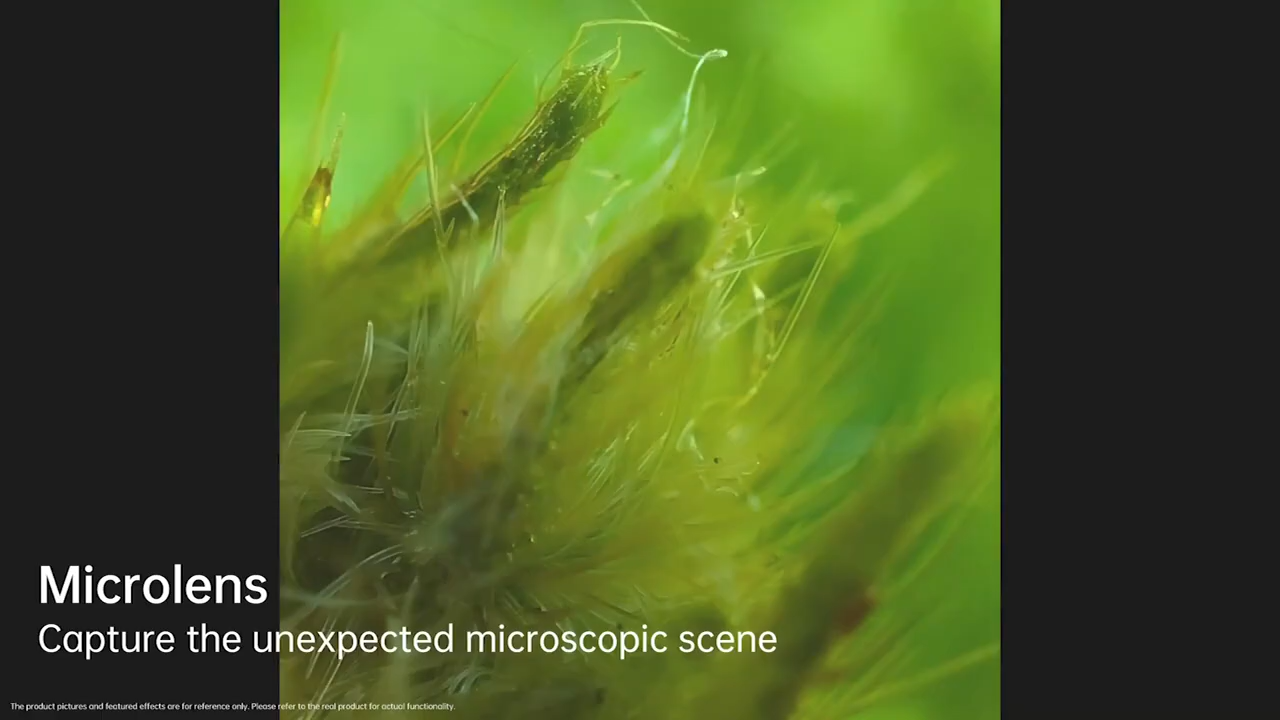 Microlens
Capture the unexpected microscopic scene
The product pictures and featured effects are for reference only. Please refer to the real product for actual functionality.